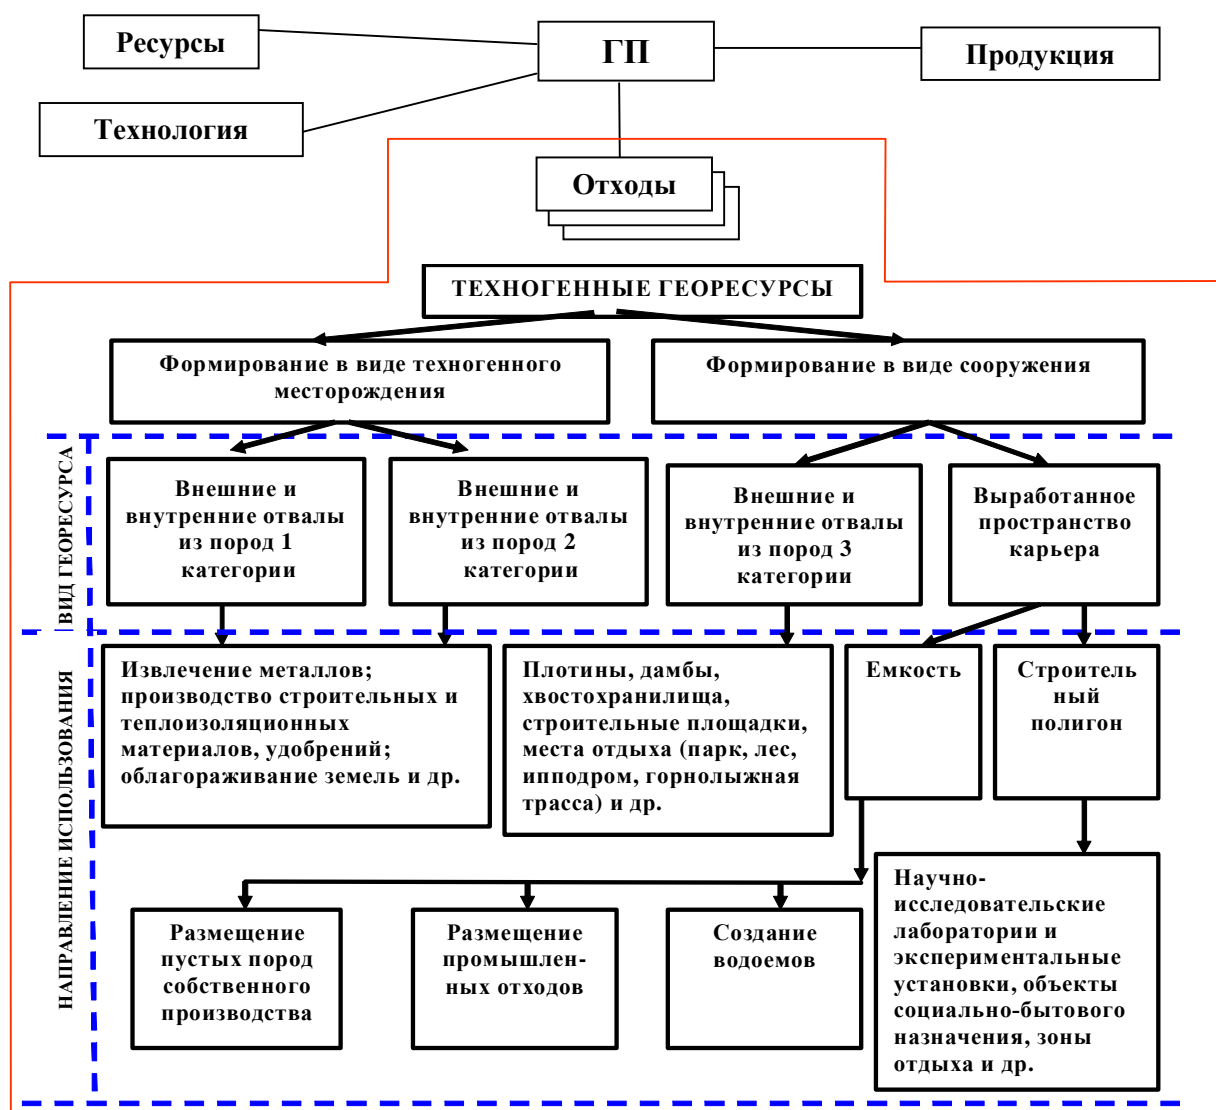 Ресурсы
ГП
Продукция
Технология
Отходы
ТЕХНОГЕННЫЕ ГЕОРЕСУРСЫ
Формирование в виде техногенного
месторождения
Формирование в виде сооружения
ВИД ГЕОРЕСУРСА
Внешние и
внутренние отвалы
из пород 1
категории
Внешние и
внутренние отвалы
из пород 2
категории
Внешние и
внутренние отвалы
из пород 3
категории
Выработанное
пространство
карьера
НАПРАВЛЕНИЕ ИСПОЛЬЗОВАНИЯ
Извлечение металлов;
производство строительных и
теплоизоляционных
материалов, удобрений;
облагораживание земель и др.
Плотины, дамбы,
хвостохранилища,
строительные площадки,
места отдыха (парк, лес,
ипподром, горнолыжная
трасса) и др.
Емкость
Строитель
ный
полигон
Размещение
пустых пород
собственного
производства
Размещение
промышлен-
ных отходов
Создание
водоемов
Научно-
исследовательские
лаборатории и
экспериментальные
установки, объекты
социально-бытового
назначения, зоны
отдыха и др.